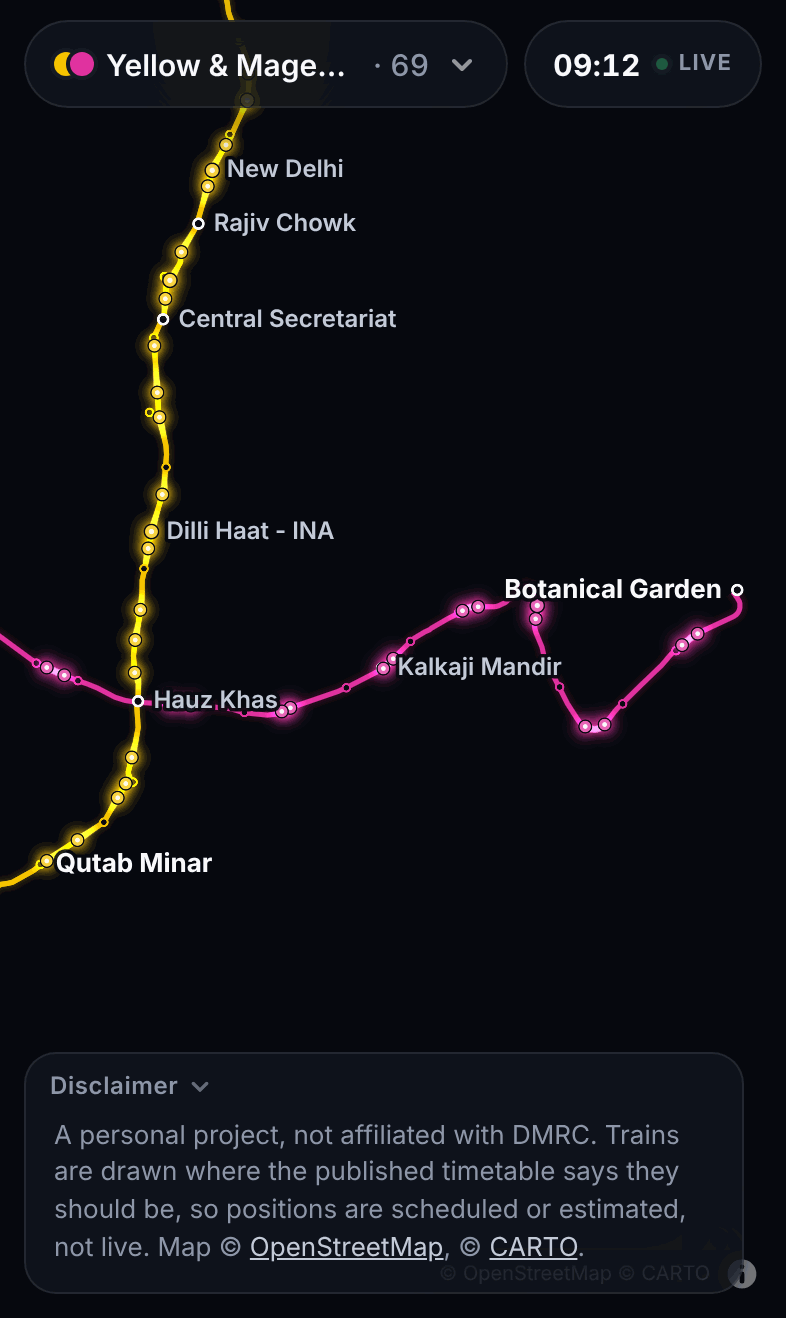 Yellow & Mage... · 69
09:12 LIVE
New Delhi
Rajiv Chowk
Central Secretariat
Dilli Haat - INA
Botanical Garden
Kalkaji Mandir
Hauz Khas
Qutab Minar
Disclaimer
A personal project, not affiliated with DMRC. Trains
are drawn where the published timetable says they
should be, so positions are scheduled or estimated,
not live. Map © OpenStreetMap, © CARTO.
© OpenStreetMap © CARTO